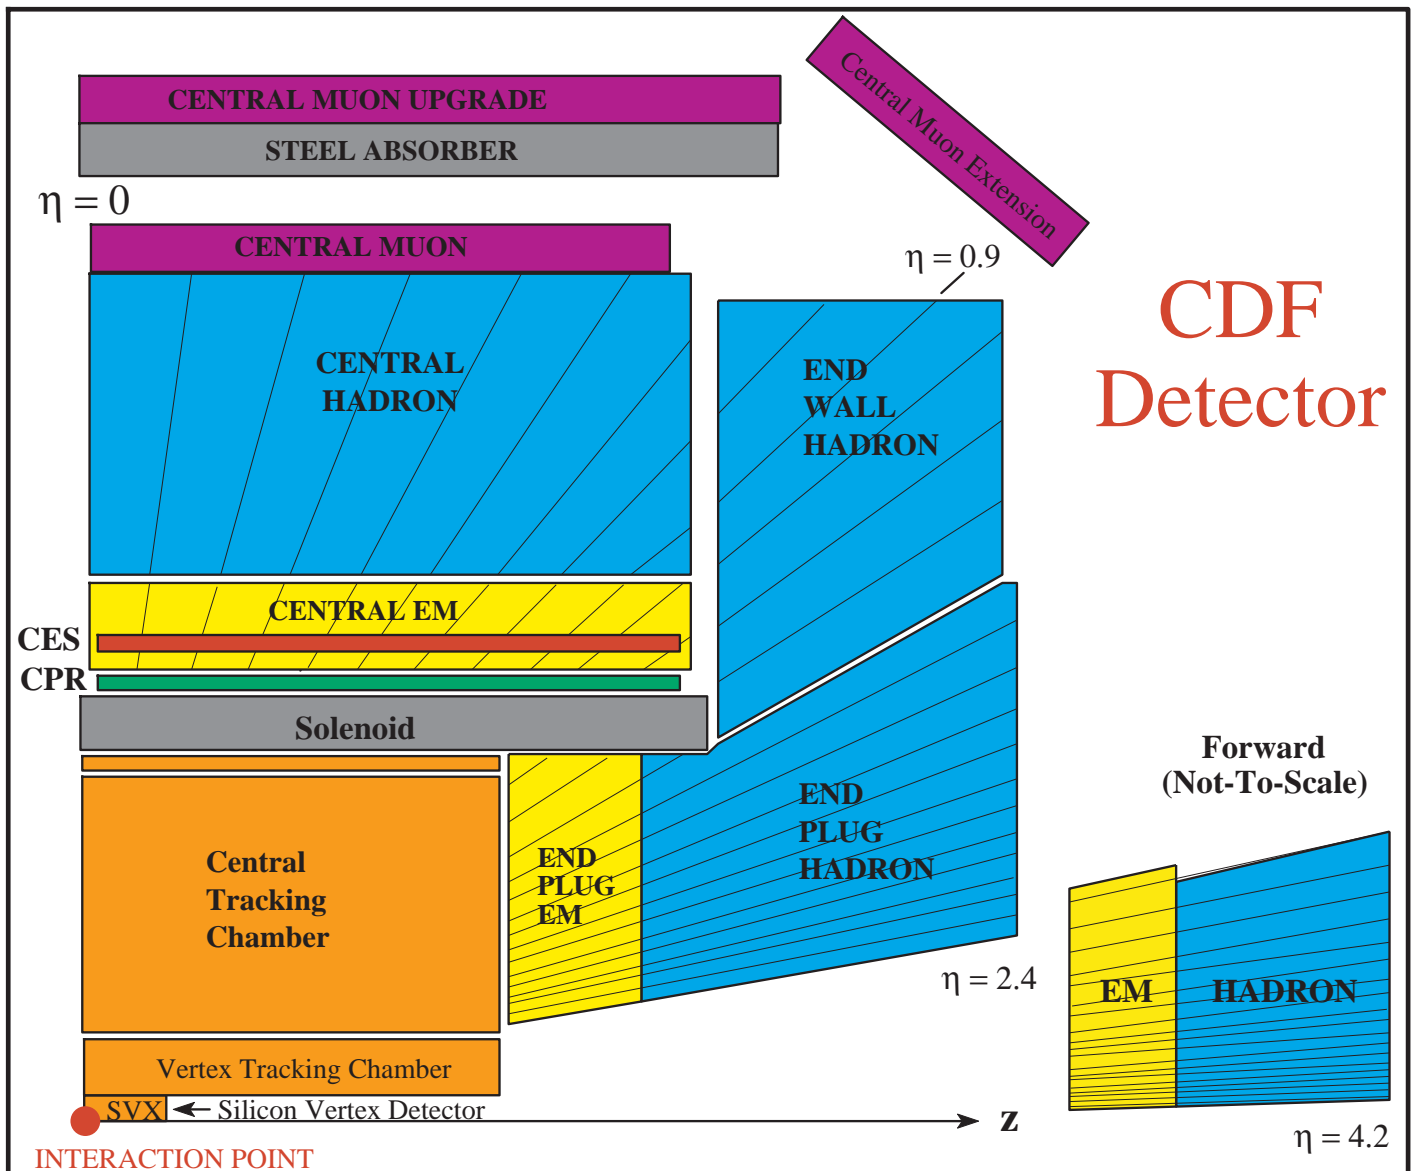 CENTRAL MUON UPGRADE
STEEL ABSORBER
Central Muon Extension
η = 0
CENTRAL MUON
η = 0.9
CDF
Detector
CENTRAL
HADRON
END
WALL
HADRON
CENTRAL EM
CES
CPR
Solenoid
Forward
(Not-To-Scale)
END
PLUG
HADRON
END
PLUG
EM
Central
Tracking
Chamber
η = 2.4
EM
HADRON
Vertex Tracking Chamber
SVX
Silicon Vertex Detector
z
η = 4.2
INTERACTION POINT